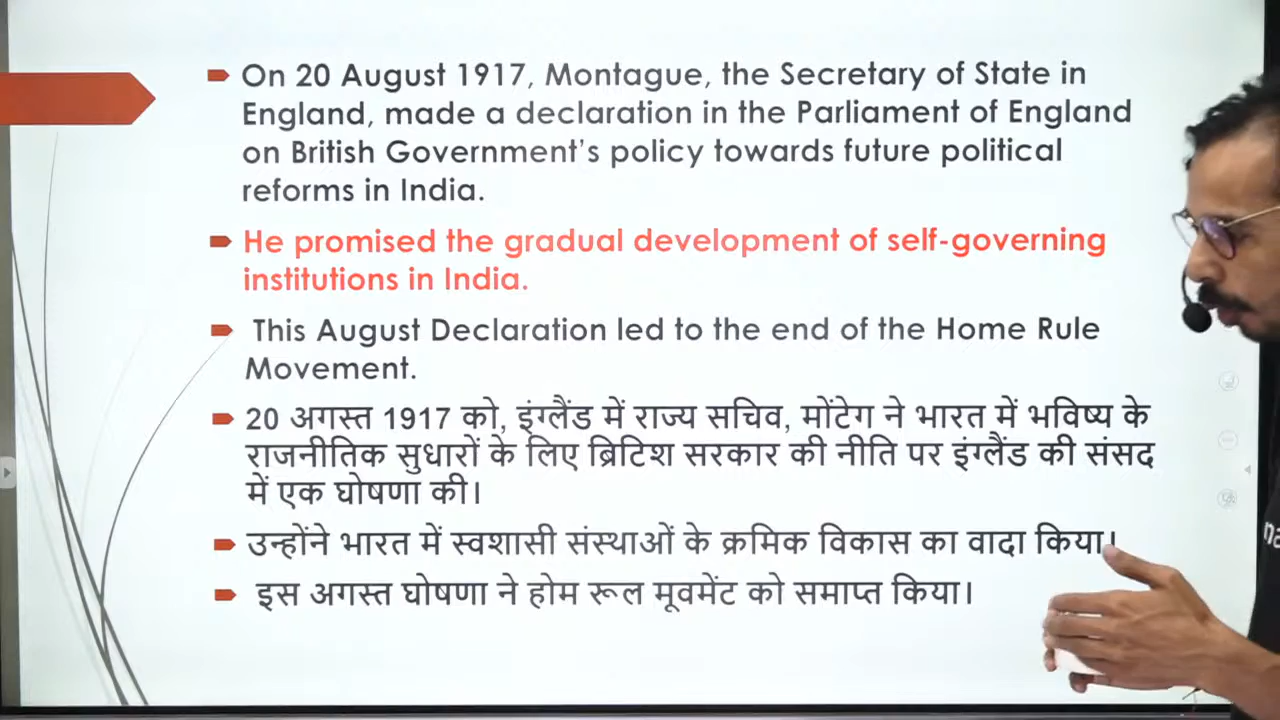 On 20 August 1917, Montague, the Secretary of State in
England, made a declaration in the Parliament of England
on British Government's policy towards future political
reforms in India.
He promised the gradual development of self-governing
institutions in India.
This August Declaration led to the end of the Home Rule
Movement.
20 अगस्त 1917 को, इंग्लैंड में राज्य सचिव, मोंटेग ने भारत में भविष्य के
राजनीतिक सुधारों के लिए ब्रिटिश सरकार की नीति पर इंग्लैंड की संसद
में एक घोषणा की।
उन्होंने भारत में स्वशासी संस्थाओं के क्रमिक विकास का वादा किया।
इस अगस्त घोषणा ने होम रूल मूवमेंट को समाप्त किया।